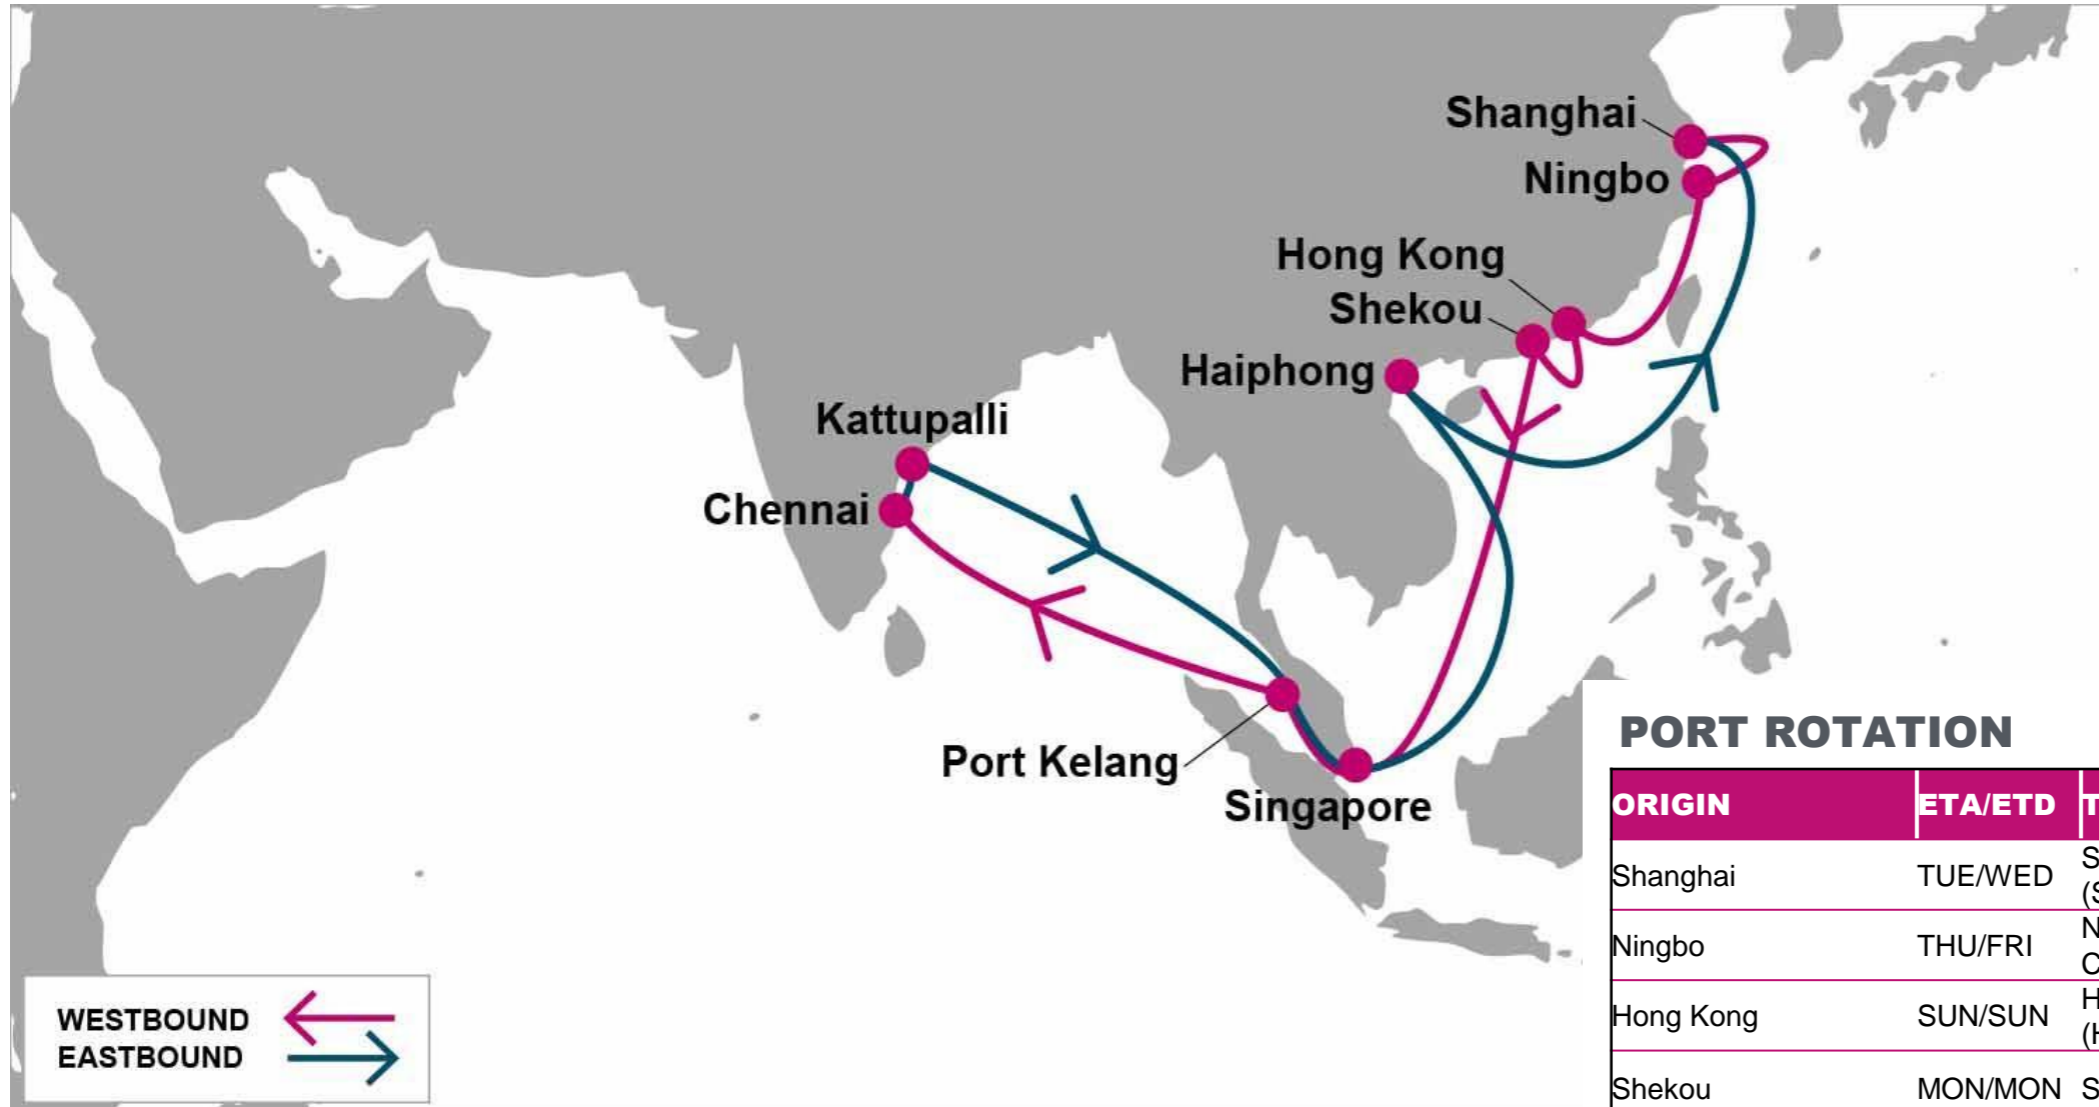 Shanghai
Ningbo
Hong Kong
Shekou
Haiphong
Kattupalli
Chennai
Port Kelang
Singapore
WESTBOUND
EASTBOUND
PORT ROTATION
ORIGIN ETA/ETD
Shanghai TUE/WED
Ningbo THU/FRI
Hong Kong SUN/SUN
Shekou MON/MON